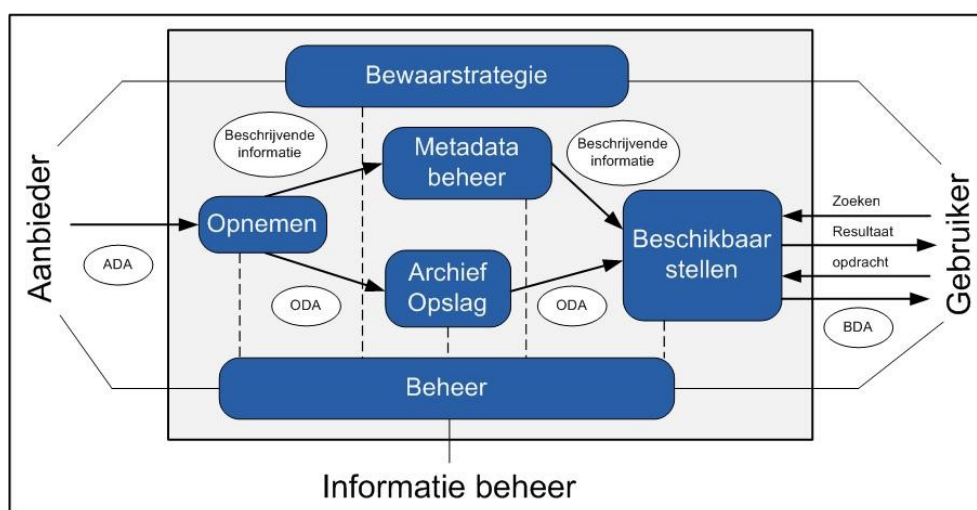 Bewaarstrategie
Beschrijvende
informatie
Metadata
beheer
Beschrijvende
informatie
Aanbieder
ADA
Opnemen
ODA
Archief
Opslag
ODA
Beschikbaar
stellen
Zoeken
Resultaat
opdracht
BDA
Gebruiker
Beheer
Informatie beheer